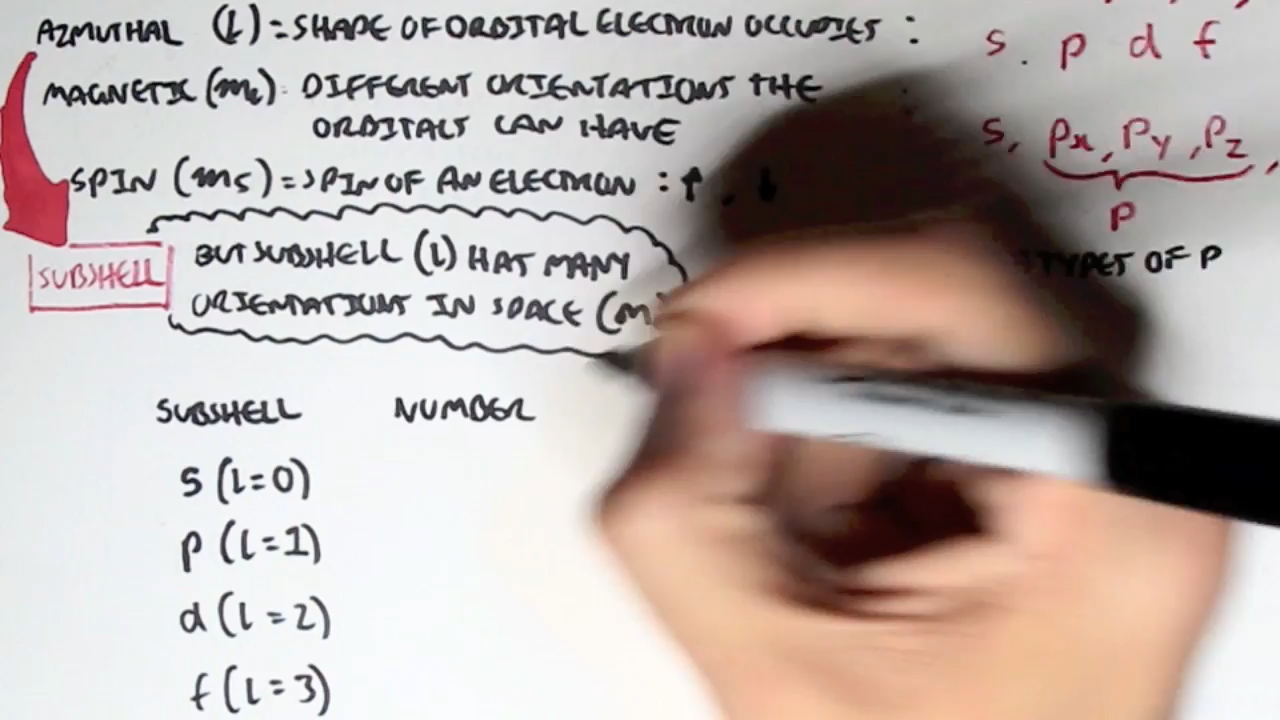 AZMUTHAL (L) = SHAPE OF ORBITAL ELECTRON OCCUPIES :
s . p d f
MAGNETIC (mL) : DIFFERENT ORIENTATIONS THE :
ORBITALS CAN HAVE
s, px, py, pz,
p
SPIN (ms) = SPIN OF AN ELECTRON : ↑ , ↓
TYPES OF P
SUBSHELL
BUT SUBSHELL (L) HAS MANY
ORIENTATIONS IN SPACE (m
SUBSHELL NUMBER
s (L=0)
p (L=1)
d (L=2)
f (L=3)